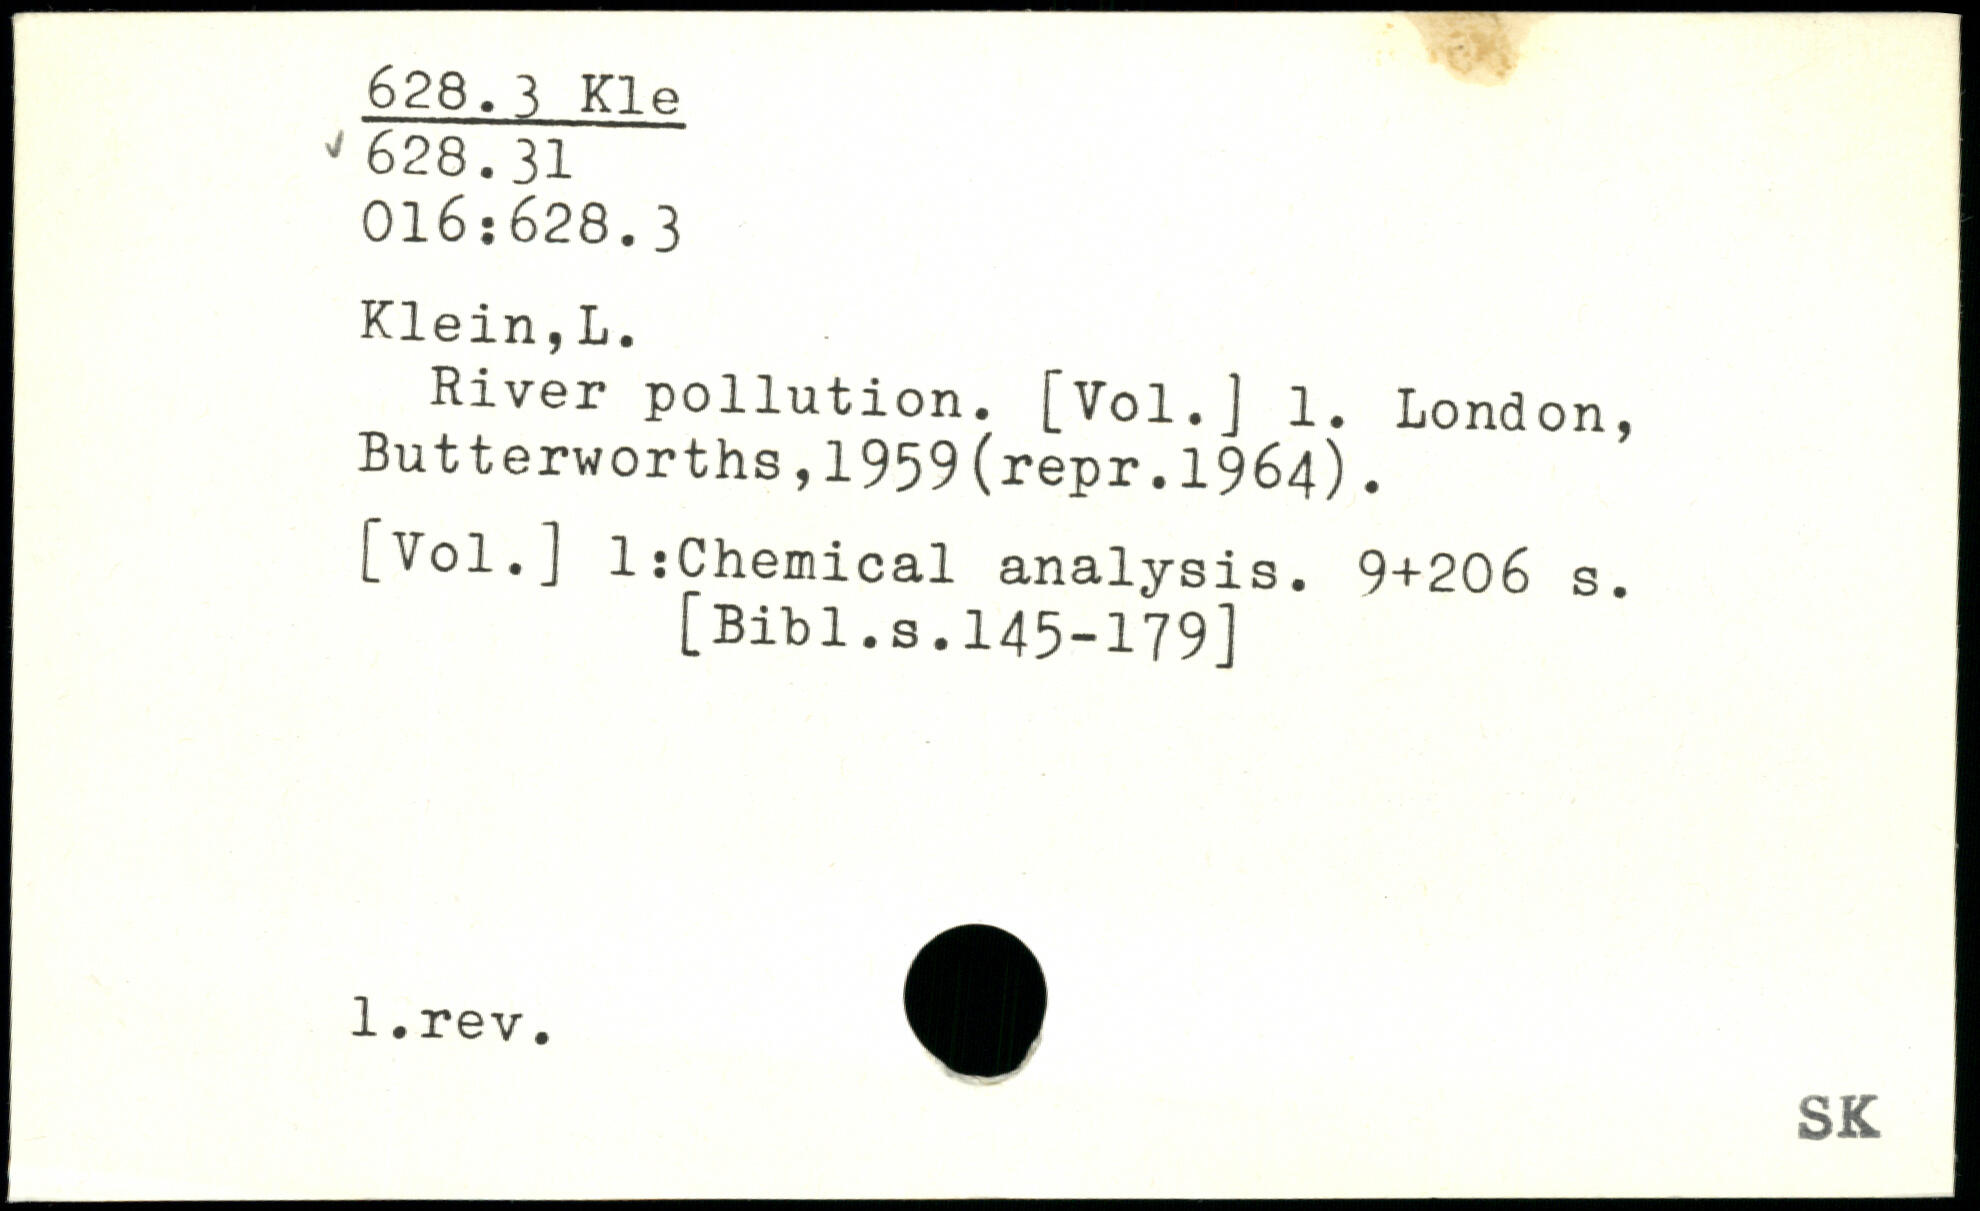 628.3 Kle
✓ 628.31
016:628.3
Klein,L.
River pollution. [Vol.] 1. London,
Butterworths,1959(repr.1964).
[Vol.] 1:Chemical analysis. 9+206 s.
[Bibl.s.145-179]
1.rev.
SK